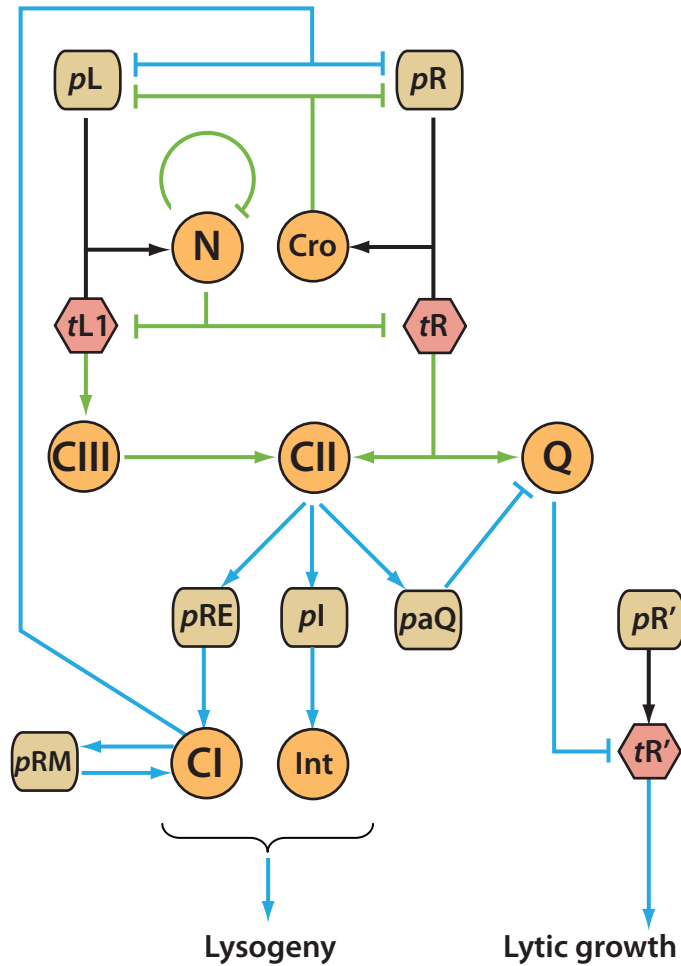 pL
pR
N
Cro
tL1
tR
CIII
CII
Q
pRE
pI
paQ
pR’
pRM
CI
Int
tR’
Lysogeny
Lytic growth